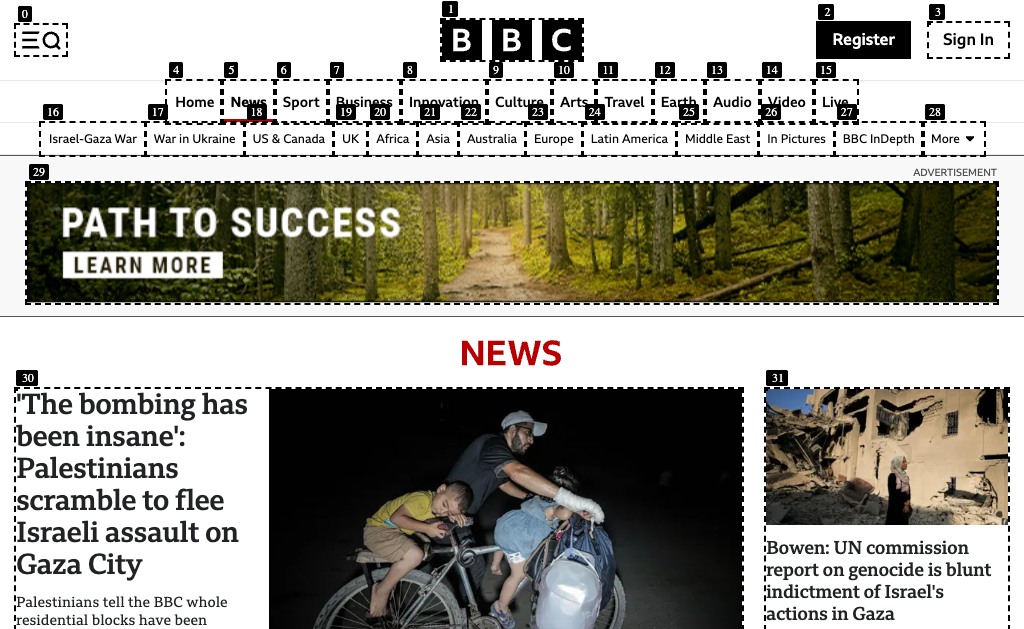 0
1
2
3
BBC
Register
Sign In
4
5
6
7
8
9
10
11
12
13
14
15
Home
News
Sport
Business
Innovation
Culture
Arts
Travel
Earth
Audio
Video
Live
16
17
18
19
20
21
22
23
24
25
26
27
28
Israel-Gaza War
War in Ukraine
US & Canada
UK
Africa
Asia
Australia
Europe
Latin America
Middle East
In Pictures
BBC InDepth
More
29
ADVERTISEMENT
PATH TO SUCCESS
LEARN MORE
NEWS
30
'The bombing has
been insane':
Palestinians
scramble to flee
Israeli assault on
Gaza City
Palestinians tell the BBC whole
residential blocks have been
31
Bowen: UN commission
report on genocide is blunt
indictment of Israel's
actions in Gaza